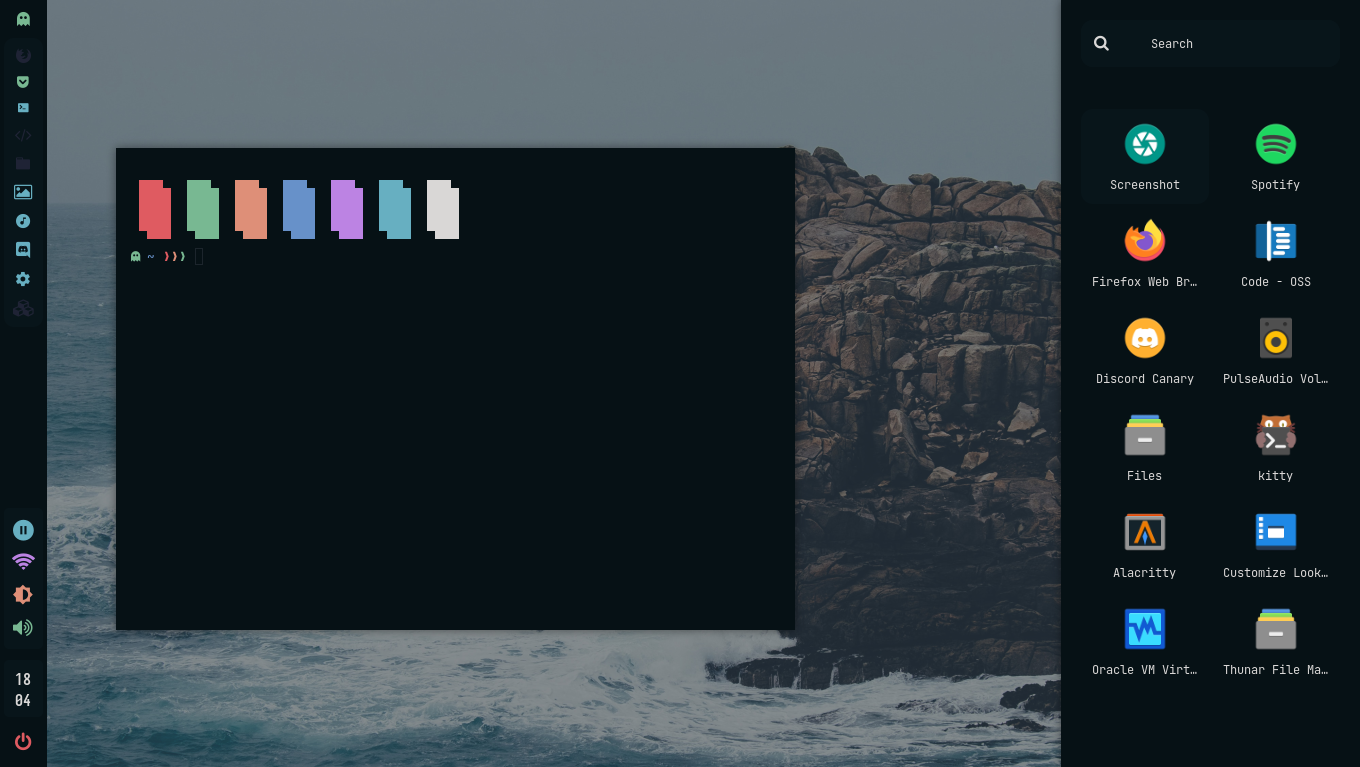 ~ ❯❯❯
18
04
Search
Screenshot
Spotify
Firefox Web Br…
Code - OSS
Discord Canary
PulseAudio Vol…
Files
kitty
Alacritty
Customize Look…
Oracle VM Virt…
Thunar File Ma…